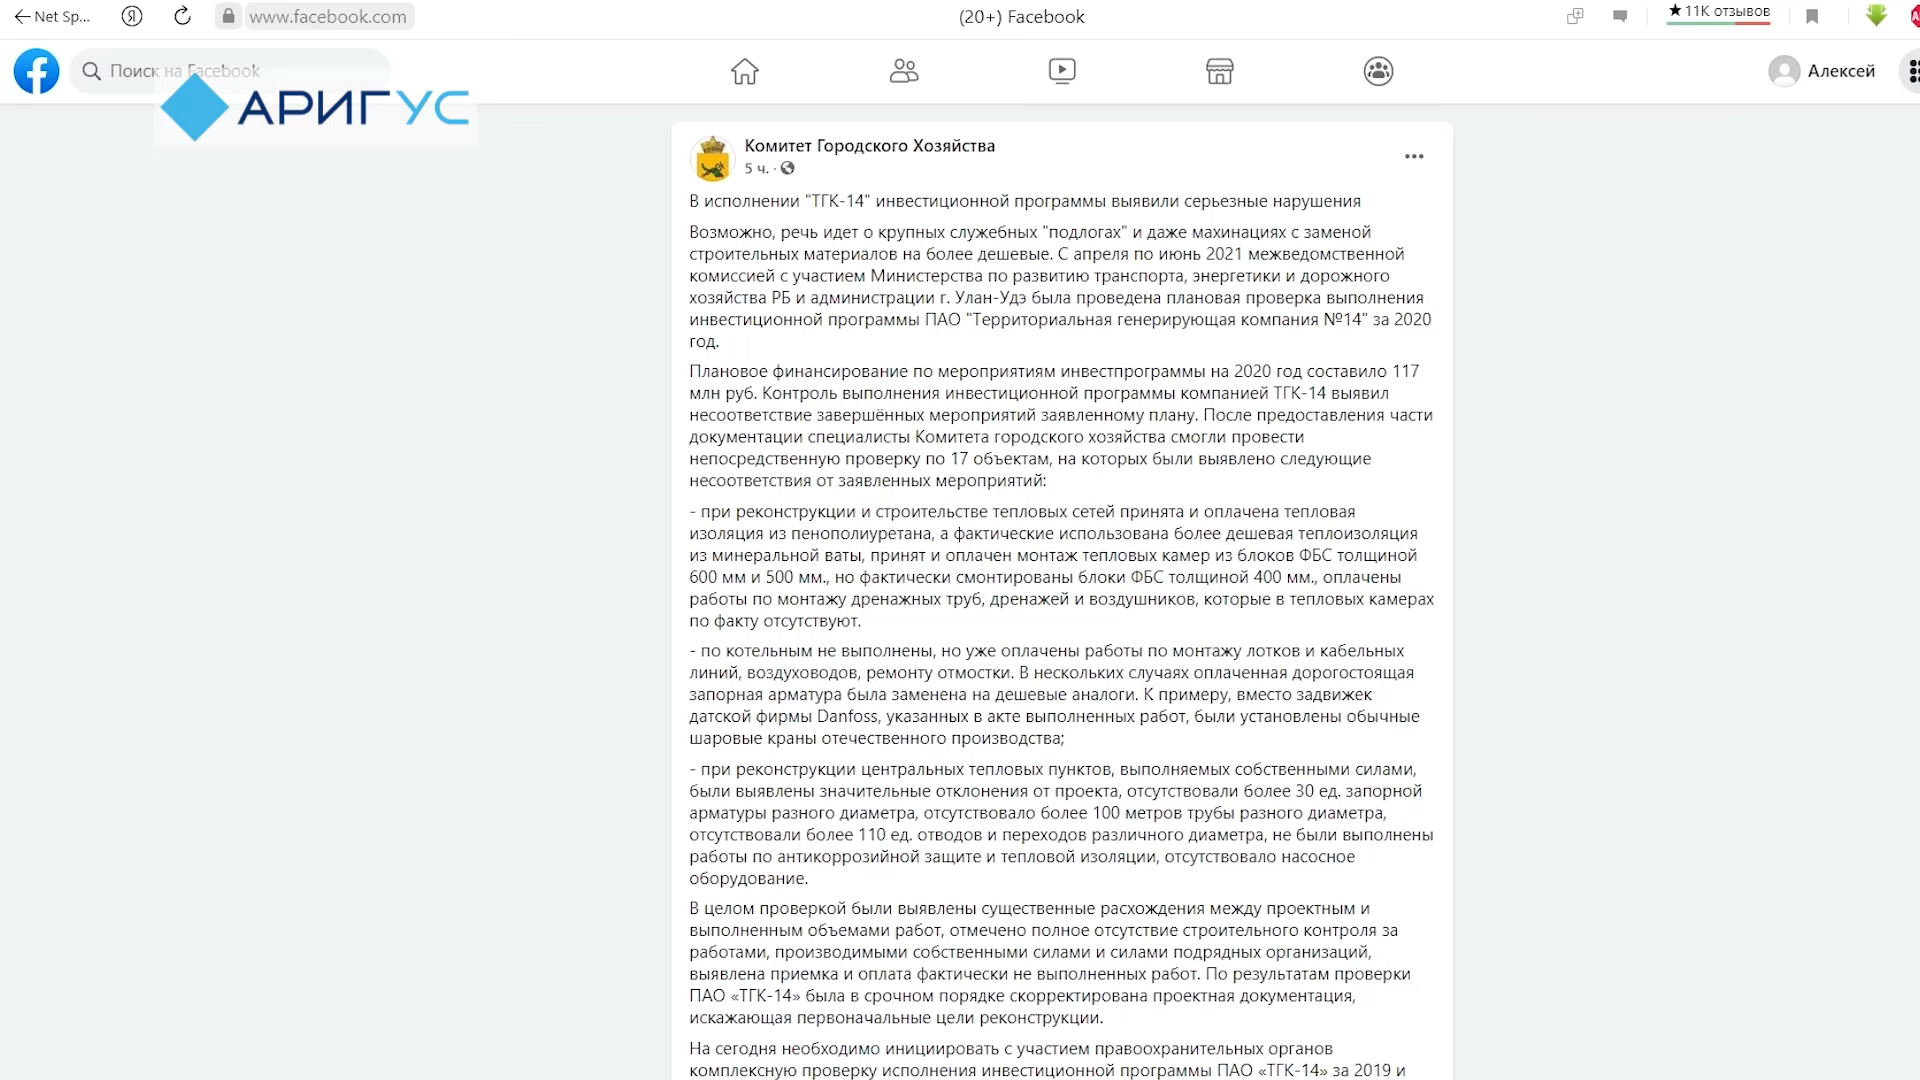 Net Sp...
Я
www.facebook.com
(20+) Facebook
★ 11К отзывов
Поиск на Facebook
Алексей
АРИГУС
Комитет Городского Хозяйства
5 ч. ·
В исполнении "ТГК-14" инвестиционной программы выявили серьезные нарушения
Возможно, речь идет о крупных служебных "подлогах" и даже махинациях с заменой
строительных материалов на более дешевые. С апреля по июнь 2021 межведомственной
комиссией с участием Министерства по развитию транспорта, энергетики и дорожного
хозяйства РБ и администрации г. Улан-Удэ была проведена плановая проверка выполнения
инвестиционной программы ПАО "Территориальная генерирующая компания №14" за 2020
год.
Плановое финансирование по мероприятиям инвестпрограммы на 2020 год составило 117
млн руб. Контроль выполнения инвестиционной программы компанией ТГК-14 выявил
несоответствие завершённых мероприятий заявленному плану. После предоставления части
документации специалисты Комитета городского хозяйства смогли провести
непосредственную проверку по 17 объектам, на которых были выявлено следующие
несоответствия от заявленных мероприятий:
- при реконструкции и строительстве тепловых сетей принята и оплачена тепловая
изоляция из пенополиуретана, а фактические использована более дешевая теплоизоляция
из минеральной ваты, принят и оплачен монтаж тепловых камер из блоков ФБС толщиной
600 мм и 500 мм., но фактически смонтированы блоки ФБС толщиной 400 мм., оплачены
работы по монтажу дренажных труб, дренажей и воздушников, которые в тепловых камерах
по факту отсутствуют.
- по котельным не выполнены, но уже оплачены работы по монтажу лотков и кабельных
линий, воздуховодов, ремонту отмостки. В нескольких случаях оплаченная дорогостоящая
запорная арматура была заменена на дешевые аналоги. К примеру, вместо задвижек
датской фирмы Danfoss, указанных в акте выполненных работ, были установлены обычные
шаровые краны отечественного производства;
- при реконструкции центральных тепловых пунктов, выполняемых собственными силами,
были выявлены значительные отклонения от проекта, отсутствовали более 30 ед. запорной
арматуры разного диаметра, отсутствовало более 100 метров трубы разного диаметра,
отсутствовали более 110 ед. отводов и переходов различного диаметра, не были выполнены
работы по антикоррозийной защите и тепловой изоляции, отсутствовало насосное
оборудование.
В целом проверкой были выявлены существенные расхождения между проектным и
выполненным объемами работ, отмечено полное отсутствие строительного контроля за
работами, производимыми собственными силами и силами подрядных организаций,
выявлена приемка и оплата фактически не выполненных работ. По результатам проверки
ПАО «ТГК-14» была в срочном порядке скорректирована проектная документация,
искажающая первоначальные цели реконструкции.
На сегодня необходимо инициировать с участием правоохранительных органов
комплексную проверку исполнения инвестиционной программы ПАО «ТГК-14» за 2019 и